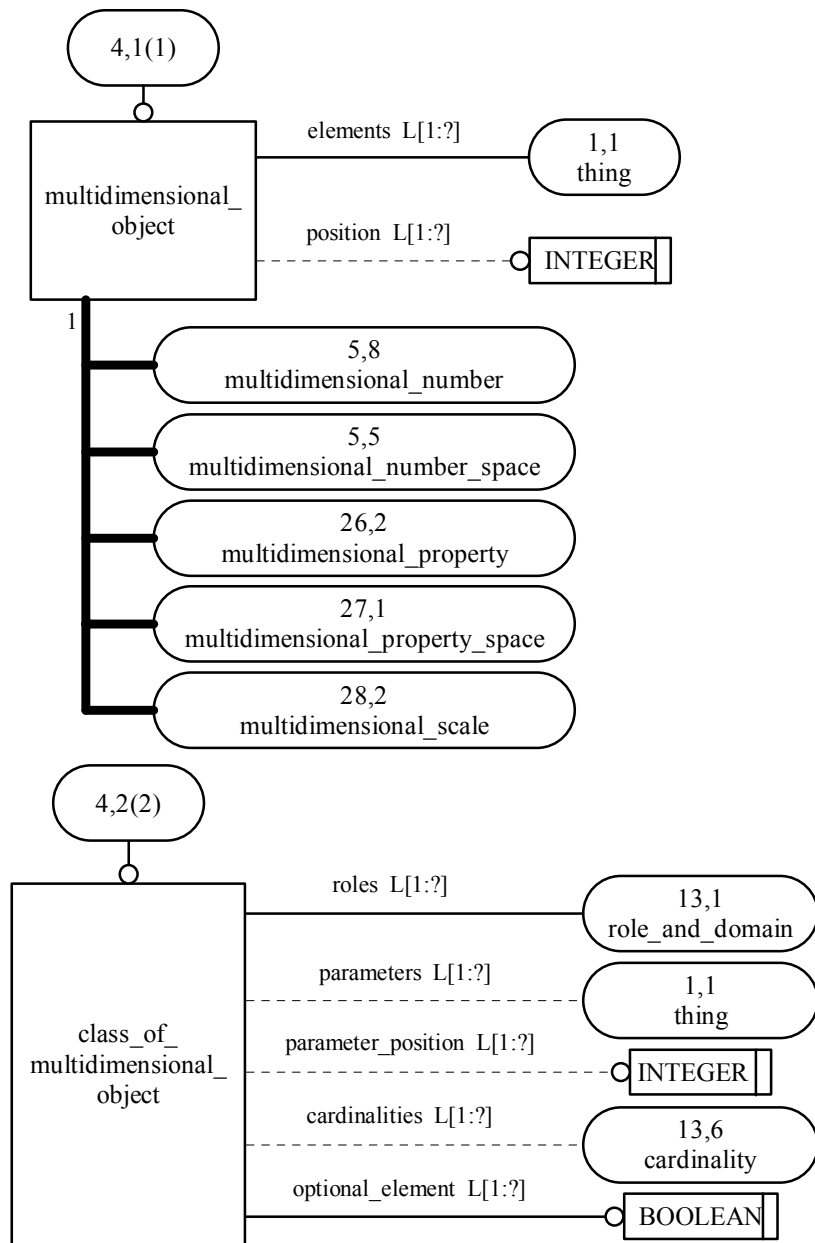 4,1(1)
elements L[1:?]
1,1
thing
multidimensional_
object
position L[1:?]
INTEGER
1
5,8
multidimensional_number
5,5
multidimensional_number_space
26,2
multidimensional_property
27,1
multidimensional_property_space
28,2
multidimensional_scale
4,2(2)
roles L[1:?]
13,1
role_and_domain
parameters L[1:?]
1,1
thing
class_of_
multidimensional_
object
parameter_position L[1:?]
INTEGER
cardinalities L[1:?]
13,6
cardinality
optional_element L[1:?]
BOOLEAN